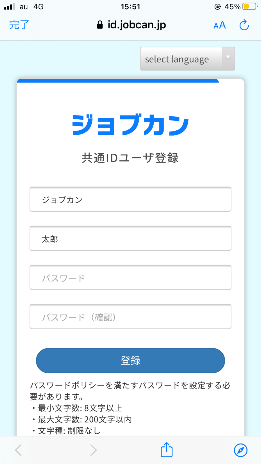 au 4G 15:51 45%
完了 id.jobcan.jp AA
select language
ジョブカン
共通IDユーザ登録
ジョブカン
太郎
パスワード
パスワード（確認）
登録
パスワードポリシーを満たすパスワードを設定する必
要があります。
・最小文字数: 8文字以上
・最大文字数: 200文字以内
・文字種: 制限なし